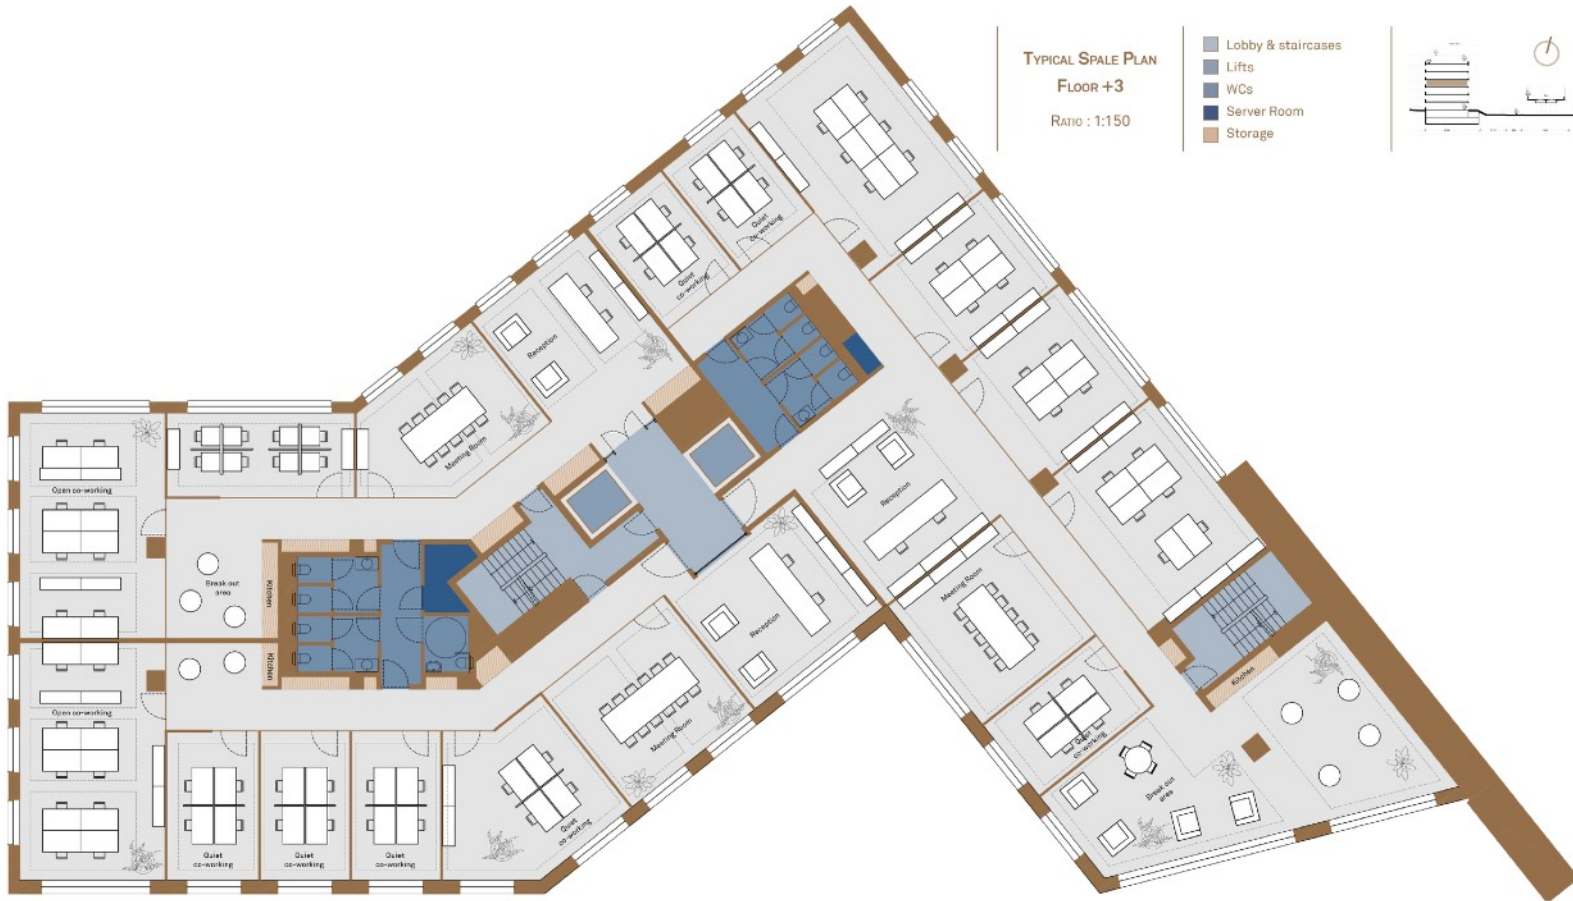 TYPICAL SPALE PLAN
FLOOR +3
RATIO : 1:150
Lobby & staircases
Lifts
WCs
Server Room
Storage
Quiet
co-working
Quiet
co-working
Reception
Meeting Room
Open co-working
Reception
Break out
area
Kitchen
Meeting Room
Reception
Kitchen
Kitchen
Open co-working
Meeting Room
Quiet
co-working
Break out
area
Quiet
co-working
Quiet
co-working
Quiet
co-working
Quiet
co-working